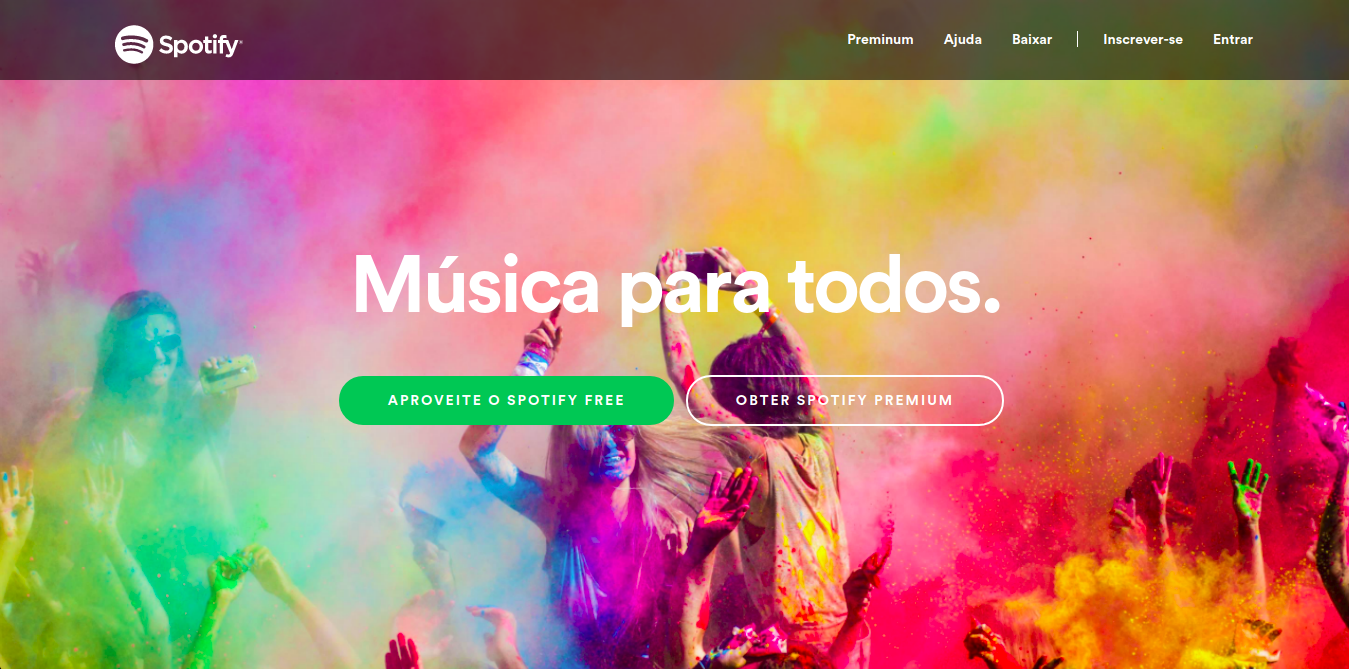 Spotify®
Preminum Ajuda Baixar | Inscrever-se Entrar
Música para todos.
APROVEITE O SPOTIFY FREE
OBTER SPOTIFY PREMIUM